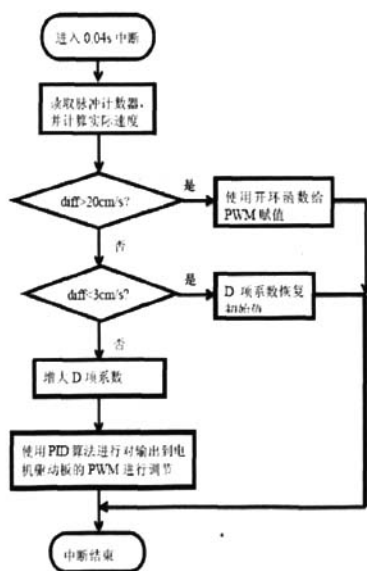 进入 0.04s 中断
读取脉冲计数器,
并计算实际速度
diff>20cm/s?
是
使用开环函数给
PWM 赋值
否
diff<3cm/s?
是
D 项系数恢复
初始值
否
增大 D 项系数
使用 PID 算法进行对输出到电
机驱动板的 PWM 进行调节
中断结束